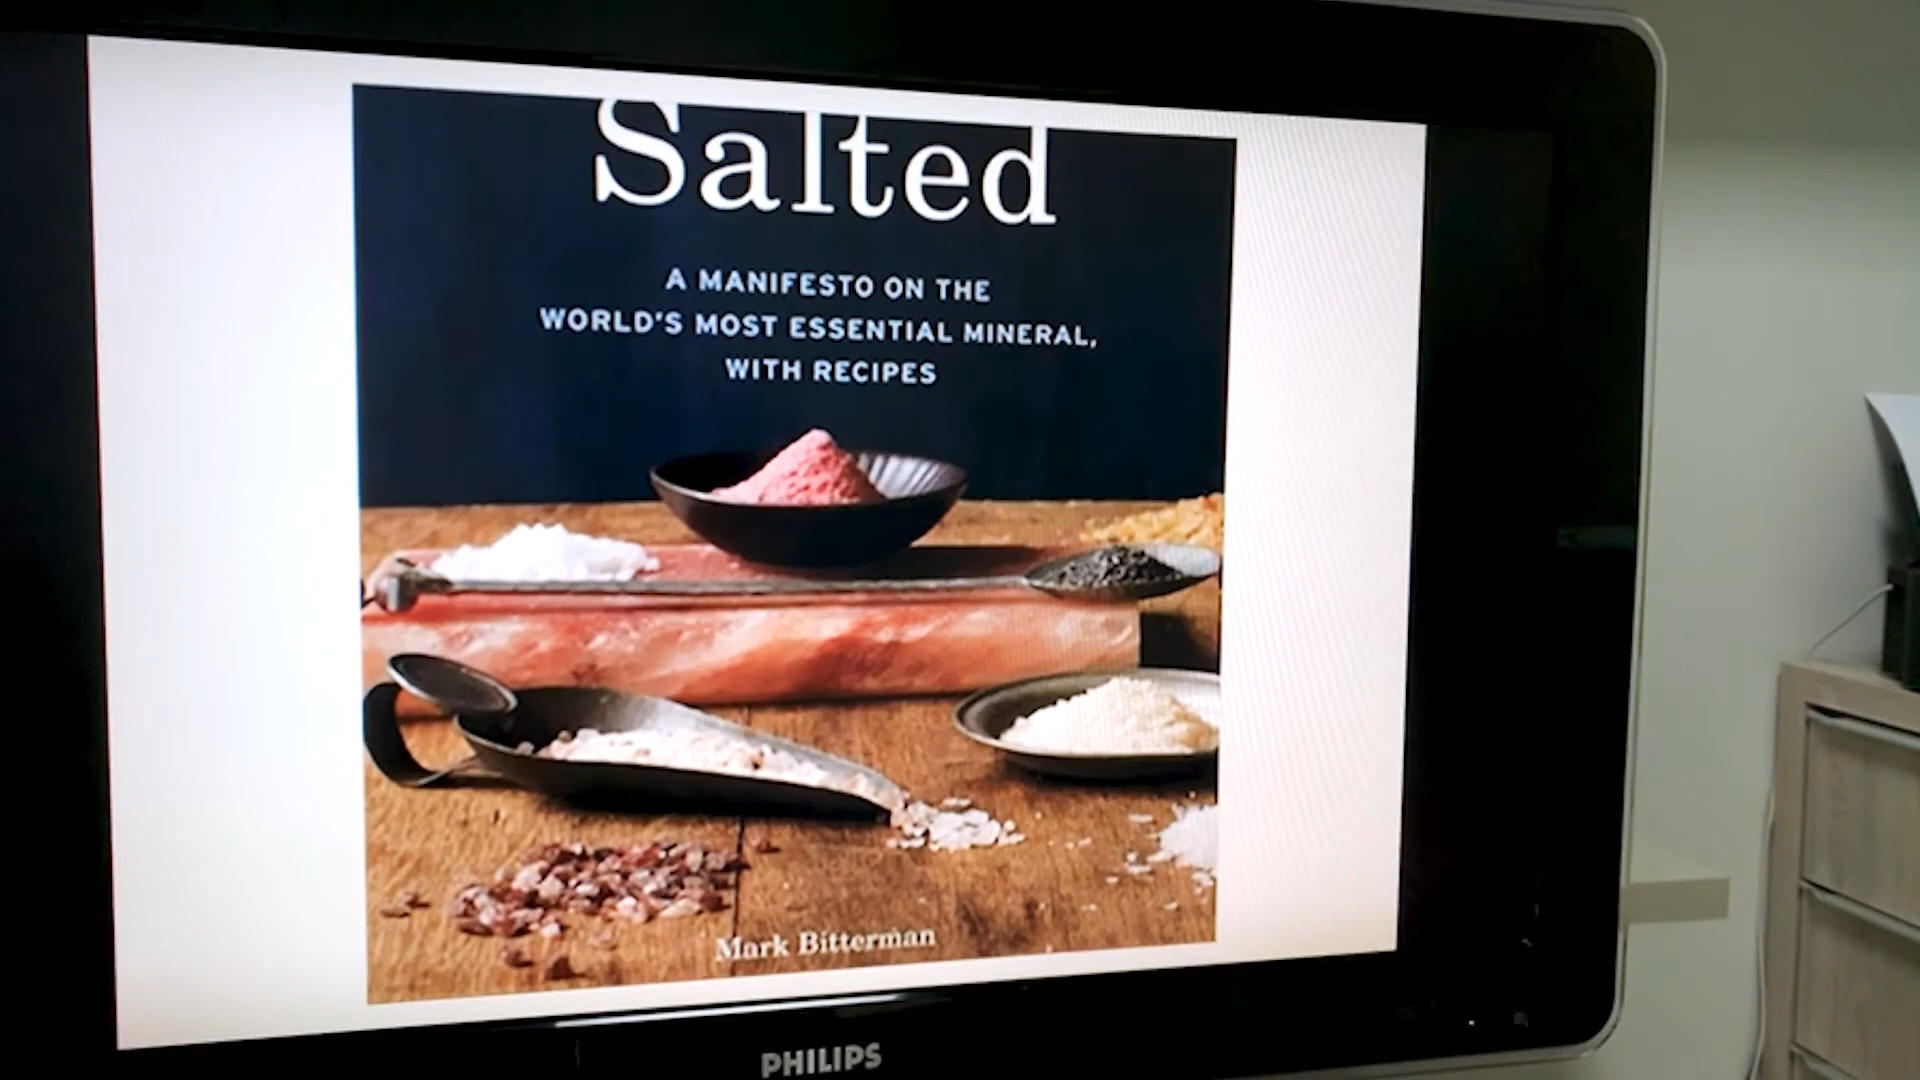 Salted
A MANIFESTO ON THE
WORLD'S MOST ESSENTIAL MINERAL,
WITH RECIPES
Mark Bitterman
PHILIPS